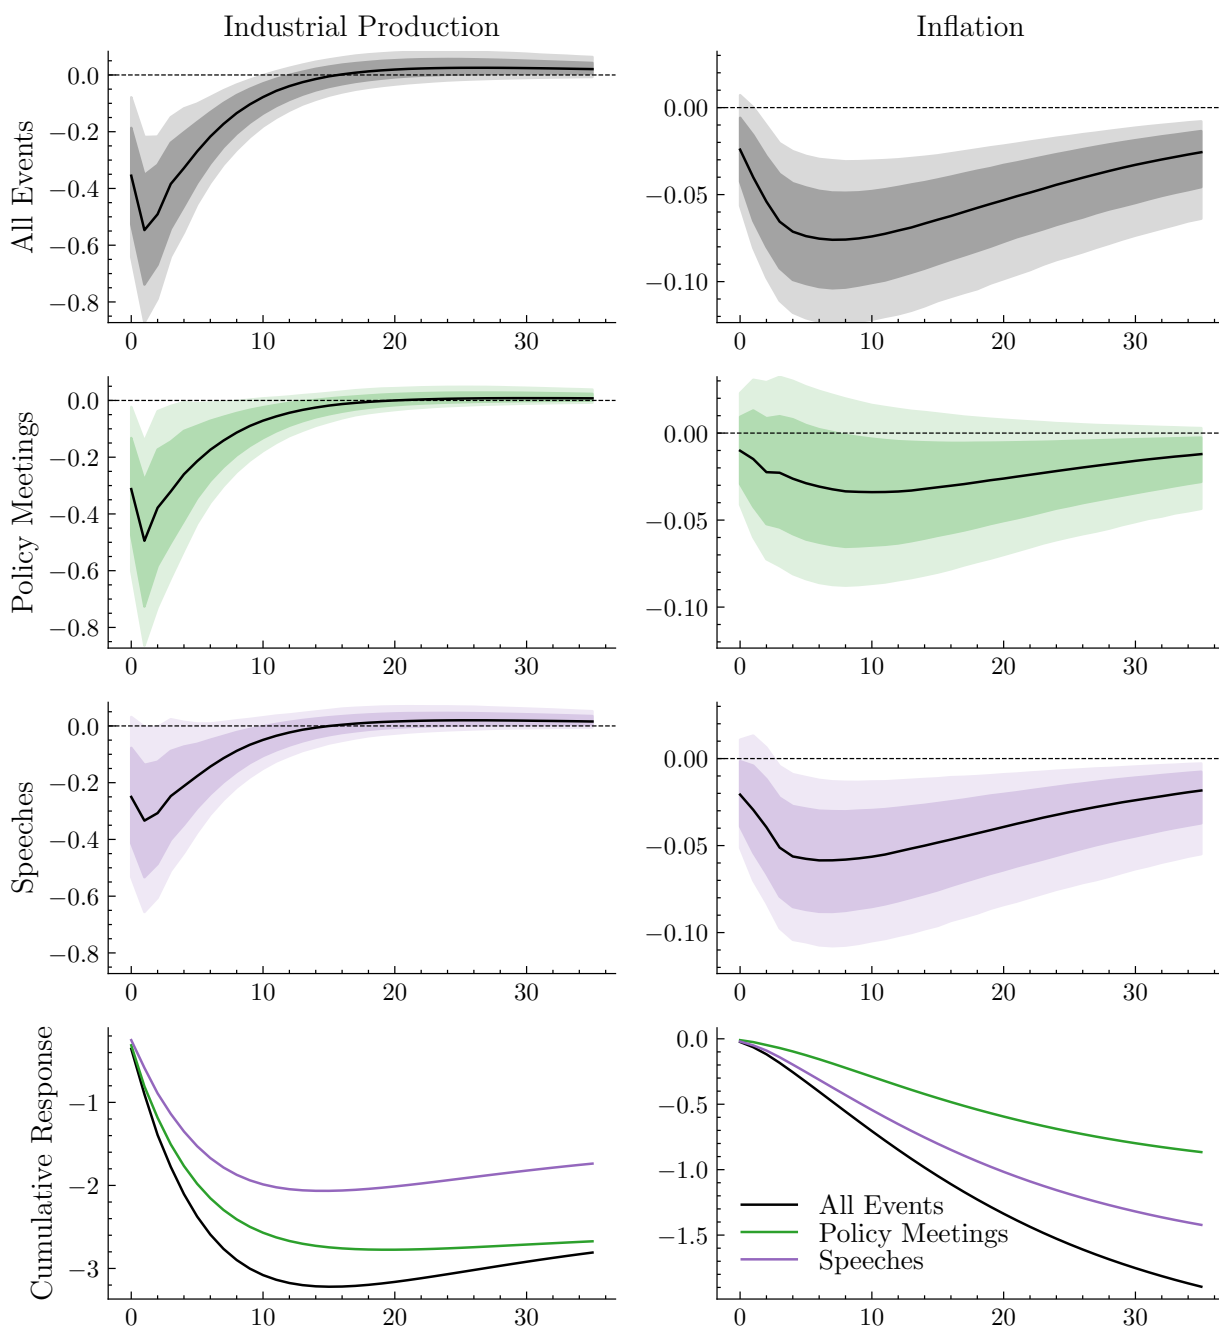 Industrial Production
Inflation
All Events
0.0
−0.2
−0.4
−0.6
−0.8
0 10 20 30
0.00
−0.05
−0.10
0 10 20 30
Policy Meetings
0.0
−0.2
−0.4
−0.6
−0.8
0 10 20 30
0.00
−0.05
−0.10
0 10 20 30
Speeches
0.0
−0.2
−0.4
−0.6
−0.8
0 10 20 30
0.00
−0.05
−0.10
0 10 20 30
Cumulative Response
−1
−2
−3
0 10 20 30
0.0
−0.5
−1.0
−1.5
All Events
Policy Meetings
Speeches
0 10 20 30